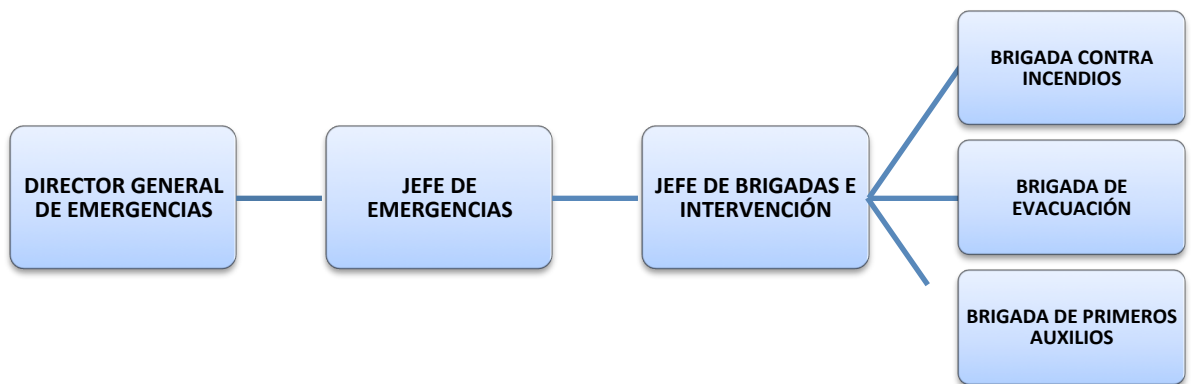 DIRECTOR GENERAL
DE EMERGENCIAS
JEFE DE
EMERGENCIAS
JEFE DE BRIGADAS E
INTERVENCIÓN
BRIGADA CONTRA
INCENDIOS
BRIGADA DE
EVACUACIÓN
BRIGADA DE PRIMEROS
AUXILIOS